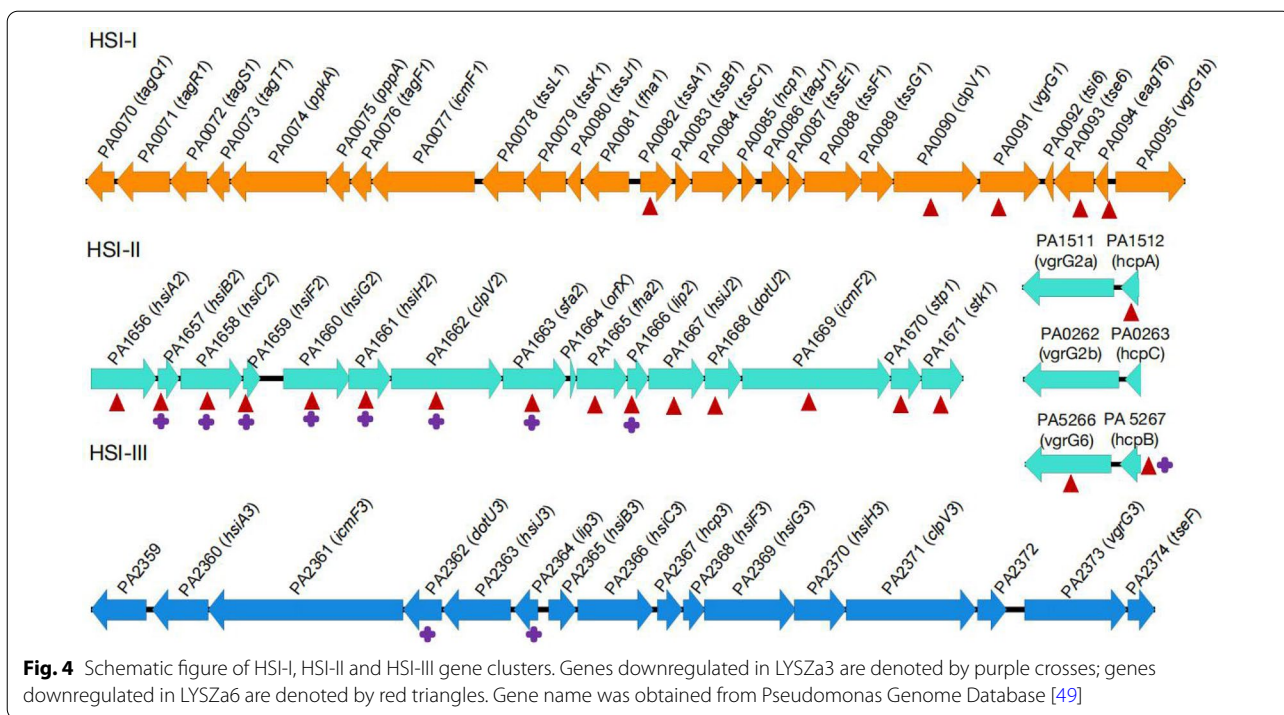 HSI-I
PA0070 (tagQ1)
PA0071 (tagR1)
PA0072 (tagS1)
PA0073 (tagT1)
PA0074 (ppkA)
PA0075 (pppA)
PA0076 (tagF1)
PA0077 (icmF1)
PA0078 (tssL1)
PA0079 (tssK1)
PA0080 (tssJ1)
PA0081 (fha1)
PA0082 (tssA1)
PA0083 (tssB1)
PA0084 (tssC1)
PA0085 (hcp1)
PA0086 (tagJ1)
PA0087 (tssE1)
PA0088 (tssF1)
PA0089 (tssG1)
PA0090 (clpV1)
PA0091 (vgrG1)
PA0092 (tsi6)
PA0093 (tse6)
PA0094 (eagT6)
PA0095 (vgrG1b)
HSI-II
PA1656 (hsiA2)
PA1657 (hsiB2)
PA1658 (hsiC2)
PA1659 (hsiF2)
PA1660 (hsiG2)
PA1661 (hsiH2)
PA1662 (clpV2)
PA1663 (sfa2)
PA1664 (orfX)
PA1665 (fha2)
PA1666 (lip2)
PA1667 (hsiJ2)
PA1668 (dotU2)
PA1669 (icmF2)
PA1670 (stp1)
PA1671 (stk1)
PA1511 PA1512
(vgrG2a) (hcpA)
PA0262 PA0263
(vgrG2b) (hcpC)
PA5266 PA 5267
(vgrG6) (hcpB)
HSI-III
PA2359
PA2360 (hsiA3)
PA2361 (icmF3)
PA2362 (dotU3)
PA2363 (hsiJ3)
PA2364 (lip3)
PA2365 (hsiB3)
PA2366 (hsiC3)
PA2367 (hcp3)
PA2368 (hsiF3)
PA2369 (hsiG3)
PA2370 (hsiH3)
PA2371 (clpV3)
PA2372
PA2373 (vgrG3)
PA2374 (tseF)
Fig. 4 Schematic figure of HSI-I, HSI-II and HSI-III gene clusters. Genes downregulated in LYSZa3 are denoted by purple crosses; genes
downregulated in LYSZa6 are denoted by red triangles. Gene name was obtained from Pseudomonas Genome Database [49]